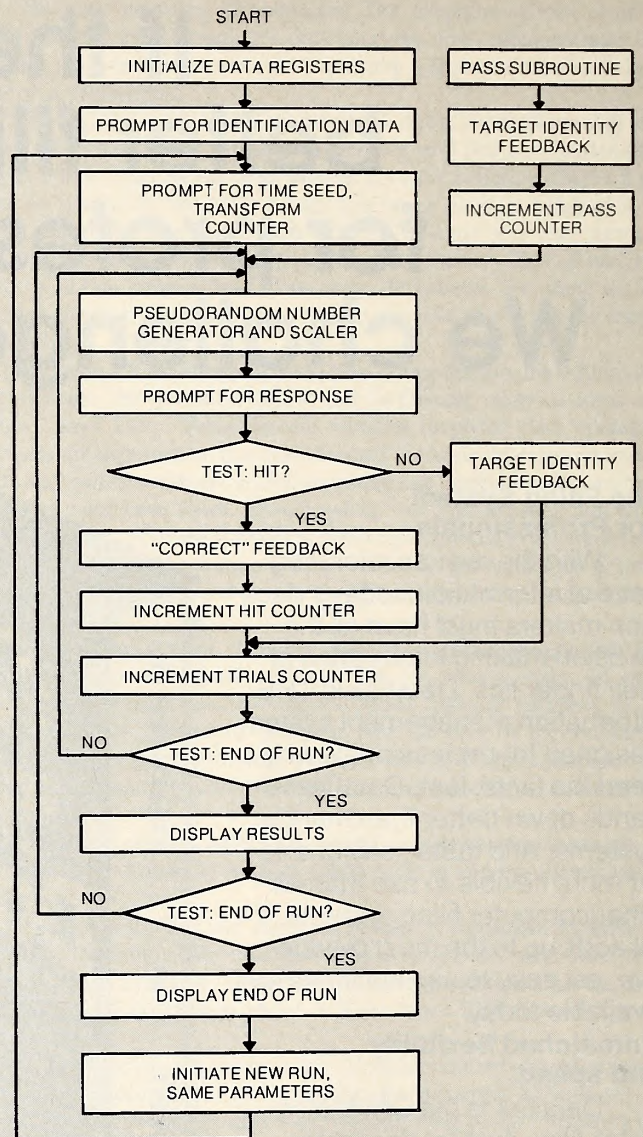 START
INITIALIZE DATA REGISTERS
PROMPT FOR IDENTIFICATION DATA
PROMPT FOR TIME SEED,
TRANSFORM
COUNTER
PASS SUBROUTINE
TARGET IDENTITY
FEEDBACK
INCREMENT PASS
COUNTER
PSEUDORANDOM NUMBER
GENERATOR AND SCALER
PROMPT FOR RESPONSE
TEST: HIT?
NO
TARGET IDENTITY
FEEDBACK
YES
"CORRECT" FEEDBACK
INCREMENT HIT COUNTER
INCREMENT TRIALS COUNTER
NO
TEST: END OF RUN?
YES
DISPLAY RESULTS
NO
TEST: END OF RUN?
YES
DISPLAY END OF RUN
INITIATE NEW RUN,
SAME PARAMETERS